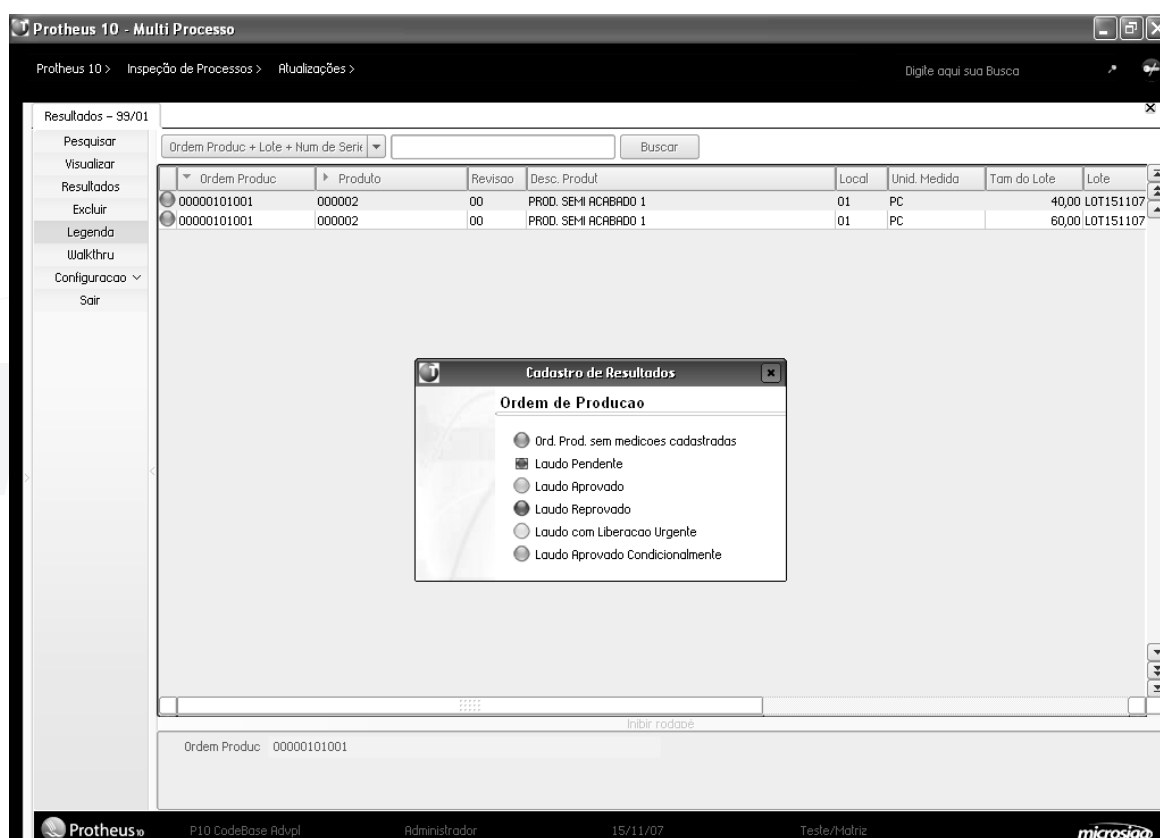 Protheus 10 - Multi Processo
Protheus 10 > Inspeção de Processos > Atualizações > Digite aqui sua Busca
Resultados - 99/01
Pesquisar
Visualizar
Resultados
Excluir
Legenda
Walkthru
Configuracao
Sair
Ordem Produc + Lote + Num de Serie Buscar
Ordem Produc Produto Revisao Desc. Produt Local Unid. Medida Tam do Lote Lote
00000101001 000002 00 PROD. SEMI ACABADO 1 01 PC 40,00 LOT151107
00000101001 000002 00 PROD. SEMI ACABADO 1 01 PC 60,00 LOT151107
Cadastro de Resultados
Ordem de Producao
Ord. Prod. sem medicoes cadastradas
Laudo Pendente
Laudo Aprovado
Laudo Reprovado
Laudo com Liberacao Urgente
Laudo Aprovado Condicionalmente
Inibir rodapé
Ordem Produc 00000101001
Protheus 10 P10 CodeBase Advpl Administrador 15/11/07 Teste/Matriz microsiga